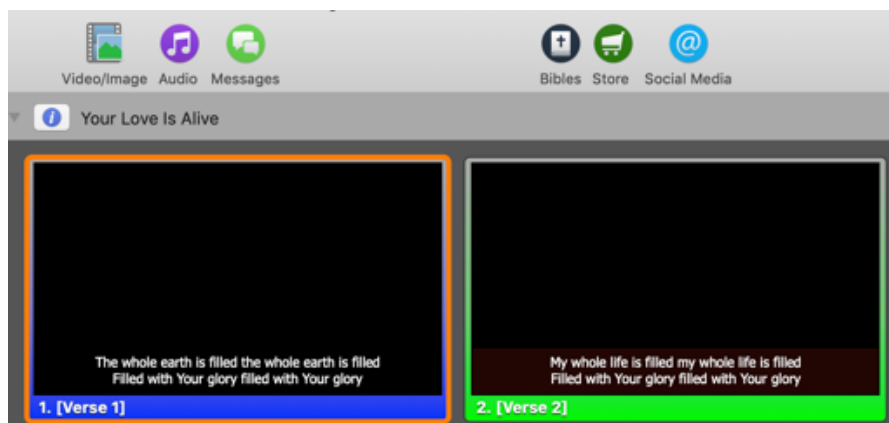 Video/Image Audio Messages Bibles Store Social Media
Your Love Is Alive
The whole earth is filled the whole earth is filled
Filled with Your glory filled with Your glory
1. [Verse 1]
My whole life is filled my whole life is filled
Filled with Your glory filled with Your glory
2. [Verse 2]